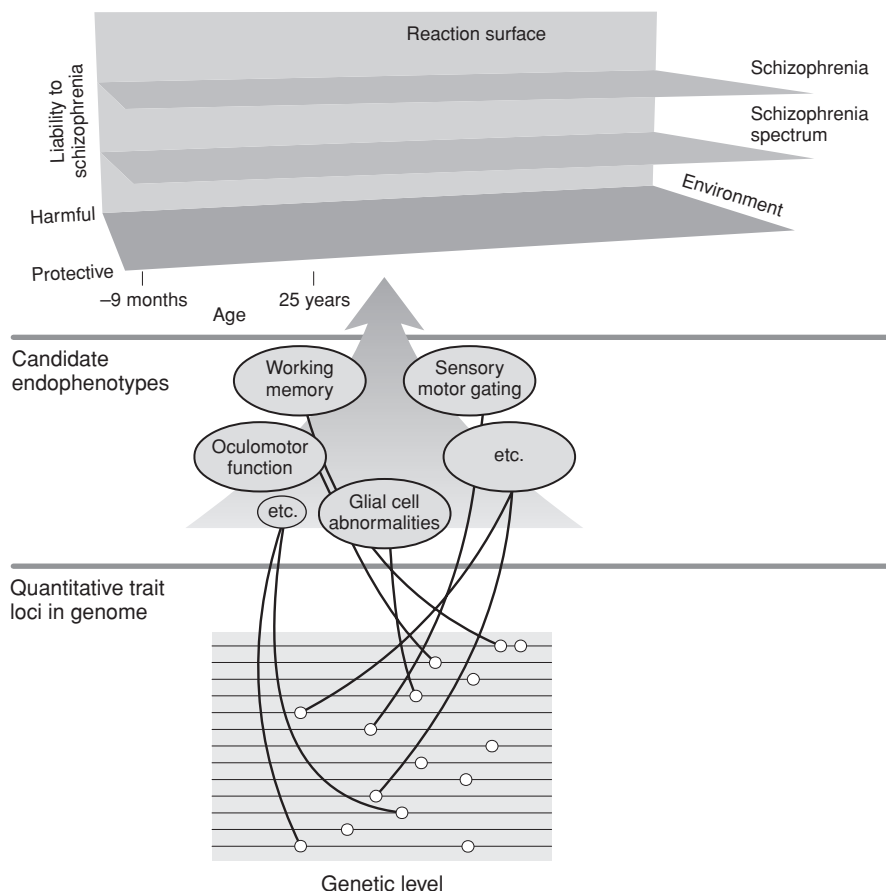 Reaction surface
Liability to
schizophrenia
Schizophrenia
Schizophrenia
spectrum
Harmful
Environment
Protective
–9 months
25 years
Age
Candidate
endophenotypes
Working
memory
Sensory
motor gating
Oculomotor
function
etc.
etc.
Glial cell
abnormalities
Quantitative trait
loci in genome
Genetic level